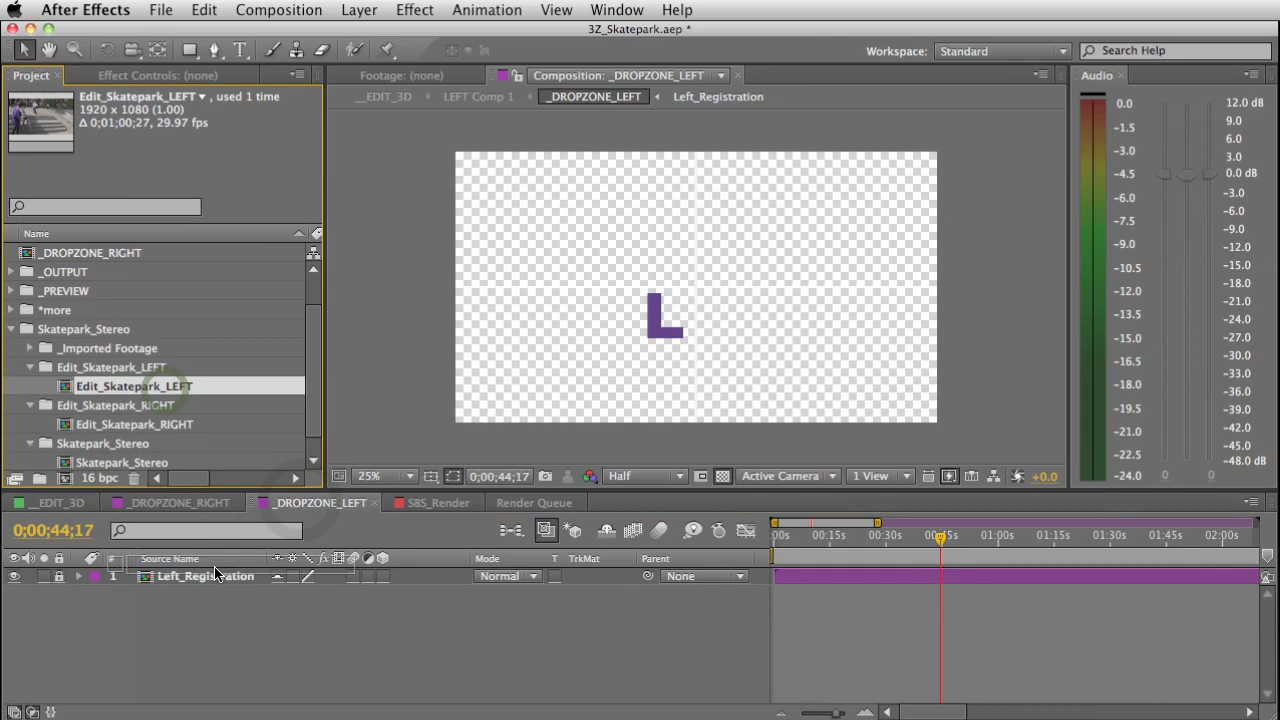 After Effects File Edit Composition Layer Effect Animation View Window Help
3Z_Skatepark.aep *
T Workspace: Standard Search Help
Project Effect Controls: (none) Footage: (none) Composition: _DROPZONE_LEFT Audio
Edit_Skatepark_LEFT , used 1 time
1920 x 1080 (1.00)
Δ 0;01;00;27, 29.97 fps
__EDIT_3D LEFT Comp 1 _DROPZONE_LEFT Left_Registration
Name
_DROPZONE_RIGHT
_OUTPUT
_PREVIEW
*more
Skatepark_Stereo
_Imported Footage
Edit_Skatepark_LEFT
Edit_Skatepark_LEFT
Edit_Skatepark_RIGHT
Edit_Skatepark_RIGHT
Skatepark_Stereo
Skatepark_Stereo
16 bpc
L
25% 0;00;44;17 Half Active Camera 1 View +0.0
0.0
-1.5
-3.0
-4.5
-6.0
-7.5
-9.0
-10.5
-12.0
-13.5
-15.0
-16.5
-18.0
-19.5
-21.0
-22.5
-24.0
0 0 0
12.0 dB
9.0
6.0
3.0
0.0 dB
-3.0
-6.0
-9.0
-12.0
-15.0
-18.0
-21.0
-24.0
-27.0
-30.0
-33.0
-36.0
-39.0
-42.0
-45.0
-48.0 dB
__EDIT_3D _DROPZONE_RIGHT _DROPZONE_LEFT SBS_Render Render Queue
0;00;44;17
:00s 00:15s 00:30s 00:45s 01:00s 01:15s 01:30s 01:45s 02:00s
# Source Name fx Mode T TrkMat Parent
1 Left_Registration Normal None